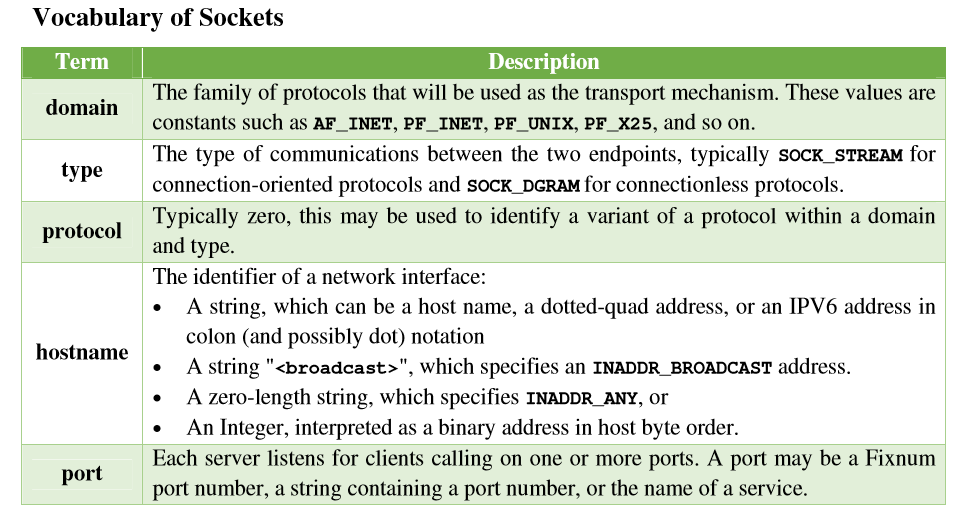 Vocabulary of Sockets
Term Description
domain
The family of protocols that will be used as the transport mechanism. These values are
constants such as AF_INET, PF_INET, PF_UNIX, PF_X25, and so on.
type
The type of communications between the two endpoints, typically SOCK_STREAM for
connection-oriented protocols and SOCK_DGRAM for connectionless protocols.
protocol
Typically zero, this may be used to identify a variant of a protocol within a domain
and type.
hostname
The identifier of a network interface:
• A string, which can be a host name, a dotted-quad address, or an IPV6 address in
colon (and possibly dot) notation
• A string "<broadcast>", which specifies an INADDR_BROADCAST address.
• A zero-length string, which specifies INADDR_ANY, or
• An Integer, interpreted as a binary address in host byte order.
port
Each server listens for clients calling on one or more ports. A port may be a Fixnum
port number, a string containing a port number, or the name of a service.